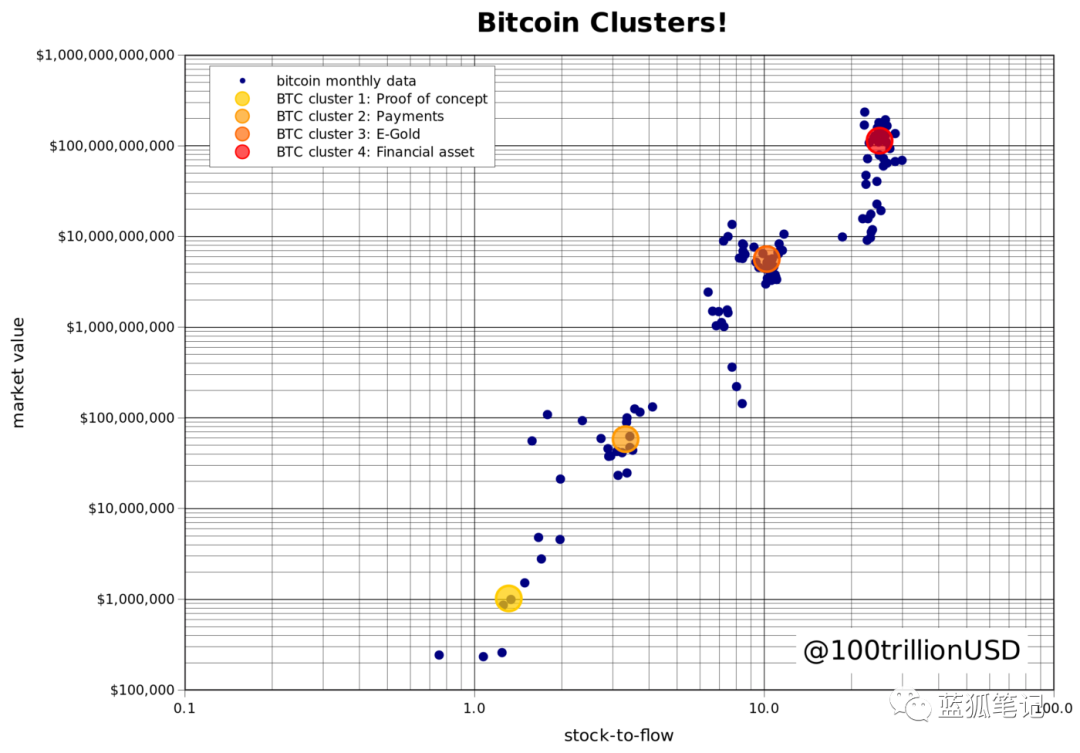 Bitcoin Clusters!
$1,000,000,000,000
$100,000,000,000
$10,000,000,000
$1,000,000,000
$100,000,000
$10,000,000
$1,000,000
$100,000
market value
bitcoin monthly data
BTC cluster 1: Proof of concept
BTC cluster 2: Payments
BTC cluster 3: E-Gold
BTC cluster 4: Financial asset
@100trillionUSD
0.1
1.0
10.0
100.0
stock-to-flow
蓝狐笔记